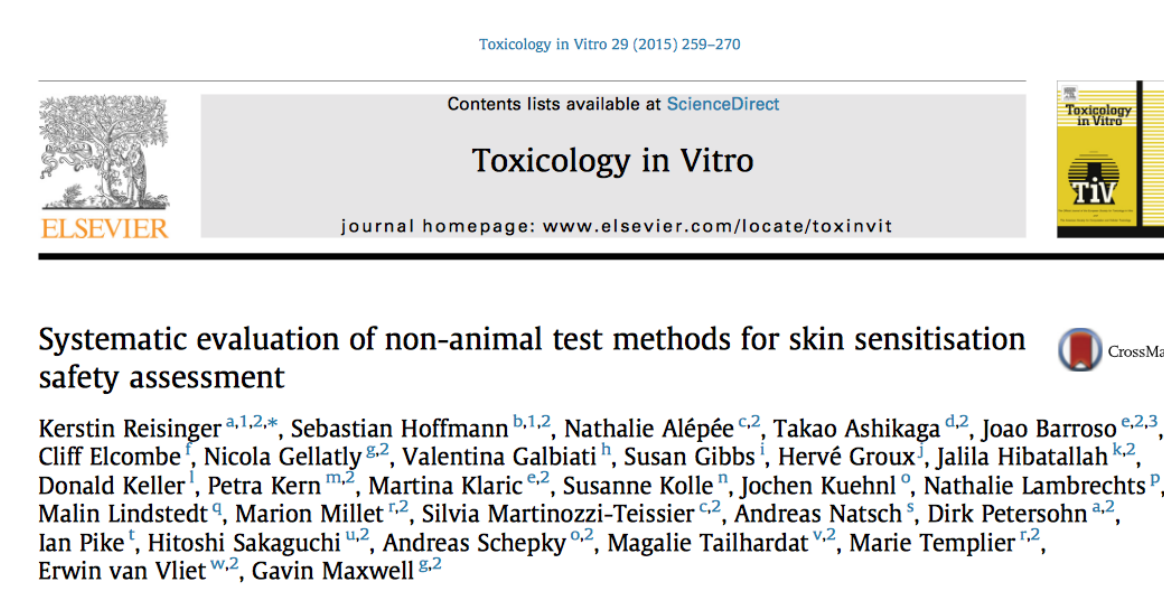 Toxicology in Vitro 29 (2015) 259–270
Contents lists available at ScienceDirect
Toxicology in Vitro
journal homepage: www.elsevier.com/locate/toxinvit
ELSEVIER
Toxicology
in Vitro
TiV
Systematic evaluation of non-animal test methods for skin sensitisation
safety assessment
CrossMa
Kerstin Reisinger a,1,2,*, Sebastian Hoffmann b,1,2, Nathalie Alépée c,2, Takao Ashikaga d,2, Joao Barroso e,2,3,
Cliff Elcombe f, Nicola Gellatly g,2, Valentina Galbiati h, Susan Gibbs i, Hervé Groux j, Jalila Hibatallah k,2,
Donald Keller l, Petra Kern m,2, Martina Klaric e,2, Susanne Kolle n, Jochen Kuehnl o, Nathalie Lambrechts p,
Malin Lindstedt q, Marion Millet r,2, Silvia Martinozzi-Teissier c,2, Andreas Natsch s, Dirk Petersohn a,2,
Ian Pike t, Hitoshi Sakaguchi u,2, Andreas Schepky o,2, Magalie Tailhardat v,2, Marie Templier r,2,
Erwin van Vliet w,2, Gavin Maxwell g,2